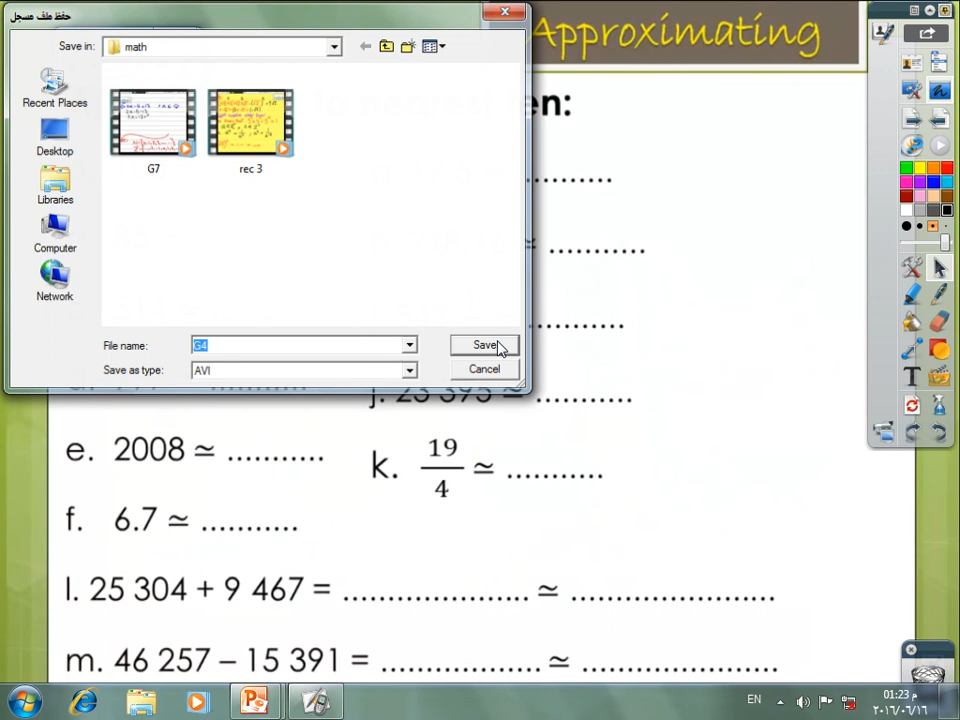 حفظ ملف مسجل
Save in:
math
Recent Places
Desktop
Libraries
Computer
Network
G7
rec 3
File name:
G4
Save
Save as type:
AVI
Cancel
Approximating
to nearest ten:
...........
≃ ...........
...........
j. 23 395 ≃ ...........
e. 2008 ≃ ...........
k. 19/4 ≃ ...........
f. 6.7 ≃ ...........
l. 25 304 + 9 467 = ..................... ≃ .......................
m. 46 257 – 15 391 = .................. ≃ ......................
T
EN
01:23 م
٢٠١٦/٠٦/١٦